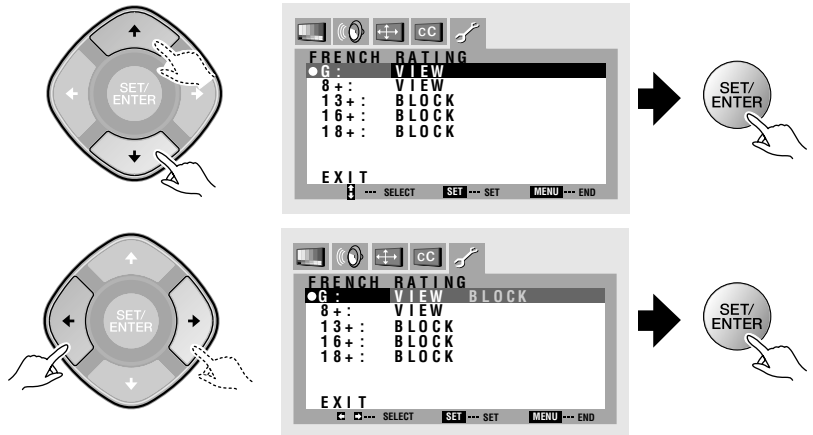 SET/
ENTER
CC
FRENCH RATING
G: VIEW
8+: VIEW
13+: BLOCK
16+: BLOCK
18+: BLOCK
EXIT
--- SELECT SET --- SET MENU --- END
SET/
ENTER
SET/
ENTER
CC
FRENCH RATING
G: VIEW BLOCK
8+: VIEW
13+: BLOCK
16+: BLOCK
18+: BLOCK
EXIT
--- SELECT SET --- SET MENU --- END
SET/
ENTER